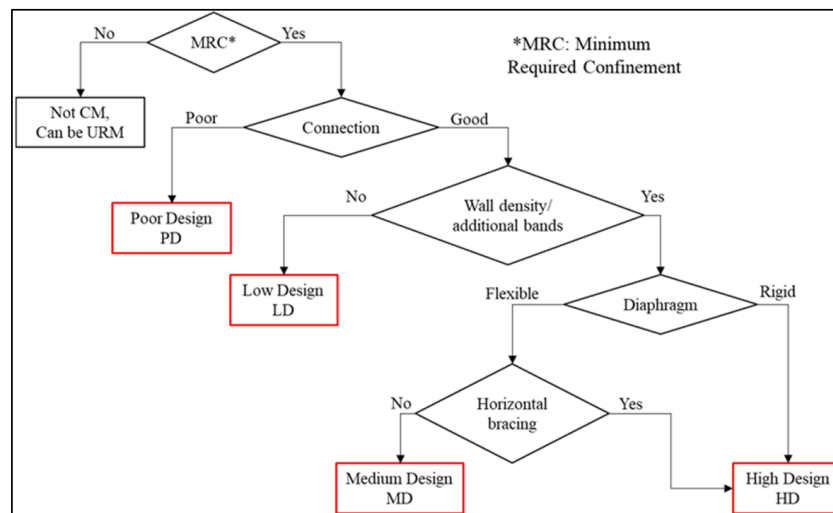 No
MRC*
Yes
*MRC: Minimum
Required Confinement
Not CM,
Can be URM
Poor
Connection
Good
No
Wall density/
additional bands
Yes
Poor Design
PD
Low Design
LD
Flexible
Diaphragm
Rigid
No
Horizontal
bracing
Yes
Medium Design
MD
High Design
HD